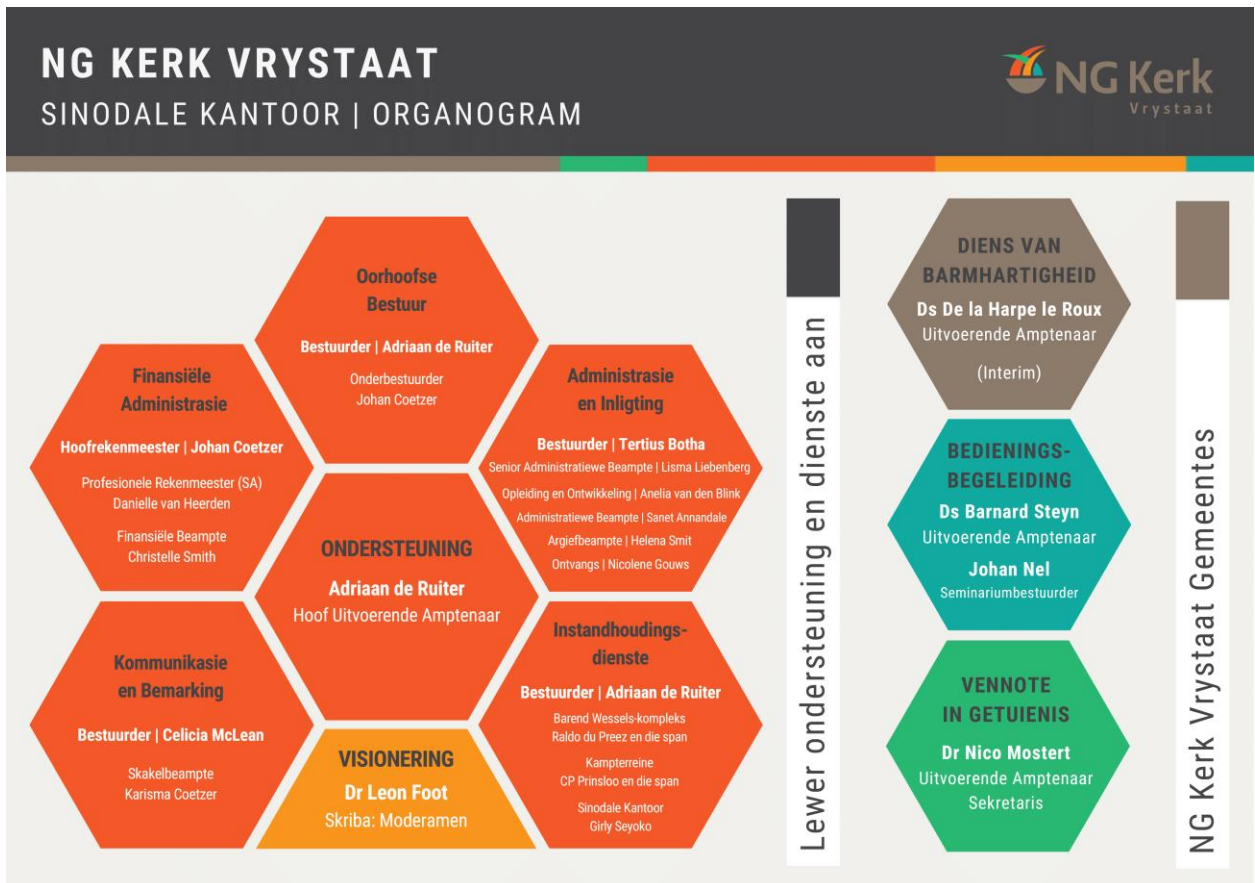 NG KERK VRYSTAAT
SINODALE KANTOOR | ORGANOGRAM
NG Kerk
Vrystaat
Oorhoofse
Bestuur
Bestuurder | Adriaan de Ruiter
Onderbestuurder
Johan Coetzer
Finansiële
Administrasie
Hoofrekenmeester | Johan Coetzer
Profesionele Rekenmeester (SA)
Danielle van Heerden
Finansiële Beampte
Christelle Smith
Administrasie
en Inligting
Bestuurder | Tertius Botha
Senior Administratiewe Beampte | Lisma Liebenberg
Opleiding en Ontwikkeling | Anelia van den Blink
Administratiewe Beampte | Sanet Annandale
Argiefbeampte | Helena Smit
Ontvangs | Nicolene Gouws
ONDERSTEUNING
Adriaan de Ruiter
Hoof Uitvoerende Amptenaar
Kommunikasie
en Bemarking
Bestuurder | Celicia McLean
Skakelbeampte
Karisma Coetzer
Instandhoudings-
dienste
Bestuurder | Adriaan de Ruiter
Barend Wessels-kompleks
Raldo du Preez en die span
Kampterreine
CP Prinsloo en die span
Sinodale Kantoor
Girly Seyoko
VISIONERING
Dr Leon Foot
Skriba: Moderamen
Lewer ondersteuning en dienste aan
DIENS VAN
BARMHARTIGHEID
Ds De la Harpe le Roux
Uitvoerende Amptenaar
(Interim)
BEDIENINGS-
BEGELEIDING
Ds Barnard Steyn
Uitvoerende Amptenaar
Johan Nel
Seminariumbestuurder
VENNOTE
IN GETUIENIS
Dr Nico Mostert
Uitvoerende Amptenaar
Sekretaris
NG Kerk Vrystaat Gemeentes